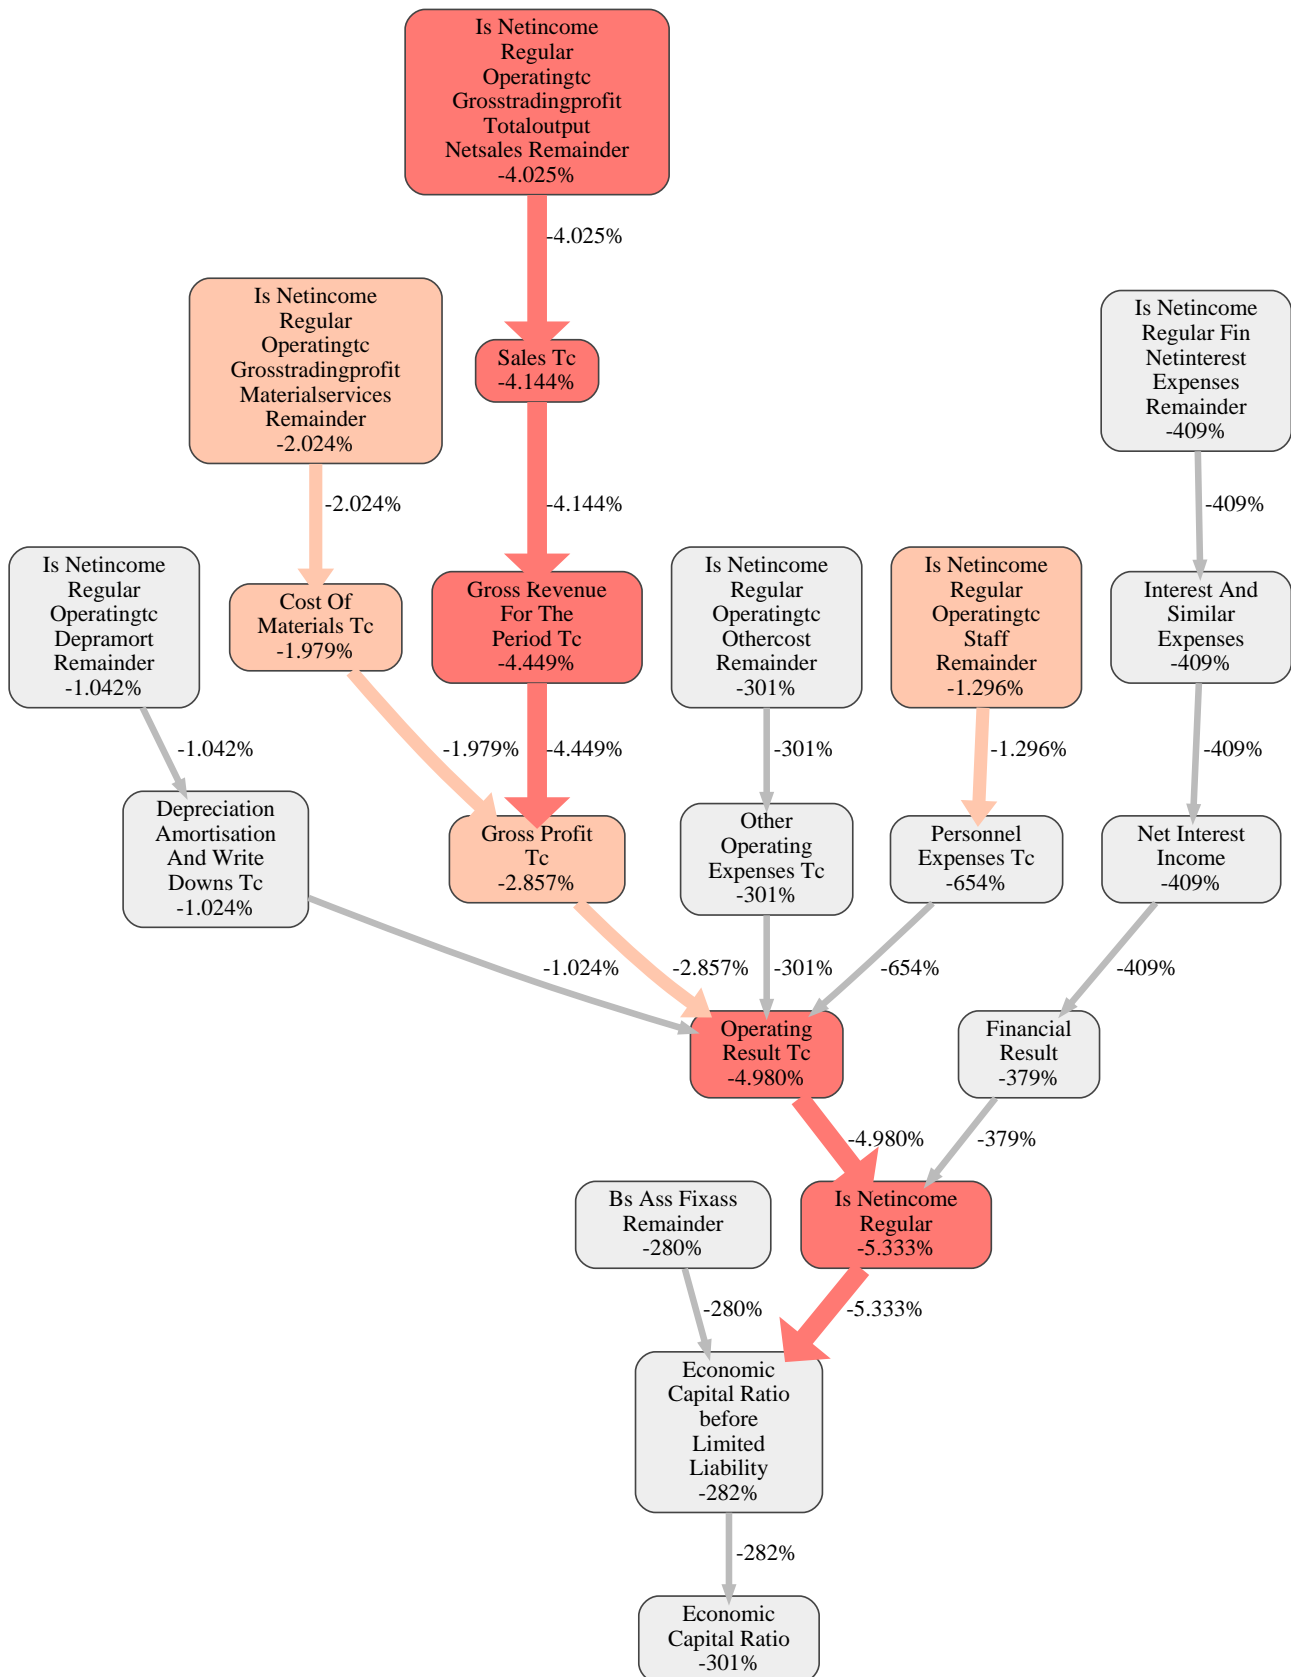 Is Netincome
Regular
Operatingtc
Grosstradingprofit
Totaloutput
Netsales Remainder
-4.025%
-4.025%
Is Netincome
Regular
Operatingtc
Grosstradingprofit
Materialservices
Remainder
-2.024%
Sales Tc
-4.144%
Is Netincome
Regular Fin
Netinterest
Expenses
Remainder
-409%
-2.024%
-4.144%
-409%
Is Netincome
Regular
Operatingtc
Depramort
Remainder
-1.042%
Cost Of
Materials Tc
-1.979%
Gross Revenue
For The
Period Tc
-4.449%
Is Netincome
Regular
Operatingtc
Othercost
Remainder
-301%
Is Netincome
Regular
Operatingtc
Staff
Remainder
-1.296%
Interest And
Similar
Expenses
-409%
-1.042%
-1.979%
-4.449%
-301%
-1.296%
-409%
Depreciation
Amortisation
And Write
Downs Tc
-1.024%
Gross Profit
Tc
-2.857%
Other
Operating
Expenses Tc
-301%
Personnel
Expenses Tc
-654%
Net Interest
Income
-409%
-1.024%
-2.857%
-301%
-654%
-409%
Operating
Result Tc
-4.980%
Financial
Result
-379%
-4.980%
-379%
Bs Ass Fixass
Remainder
-280%
Is Netincome
Regular
-5.333%
-280%
-5.333%
Economic
Capital Ratio
before
Limited
Liability
-282%
-282%
Economic
Capital Ratio
-301%